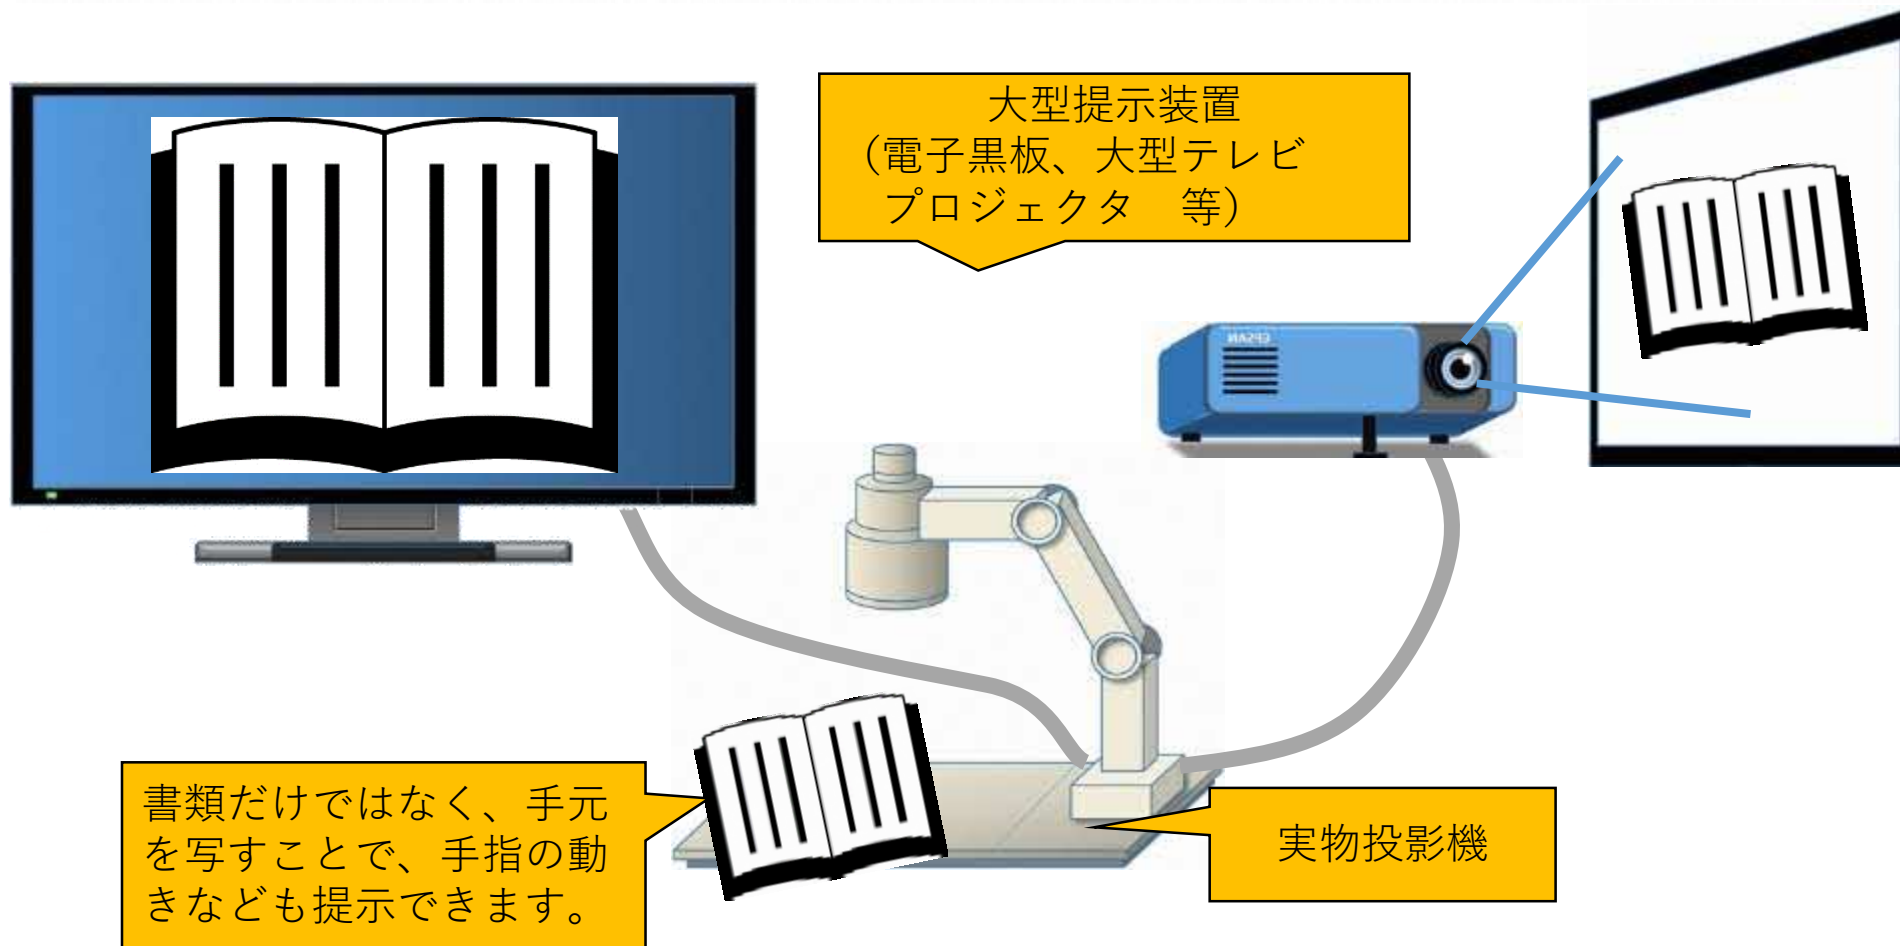 大型提示装置
（電子黒板、大型テレビ
プロジェクタ　等）
EPSAN
書類だけではなく、手元
を写すことで、手指の動
きなども提示できます。
実物投影機